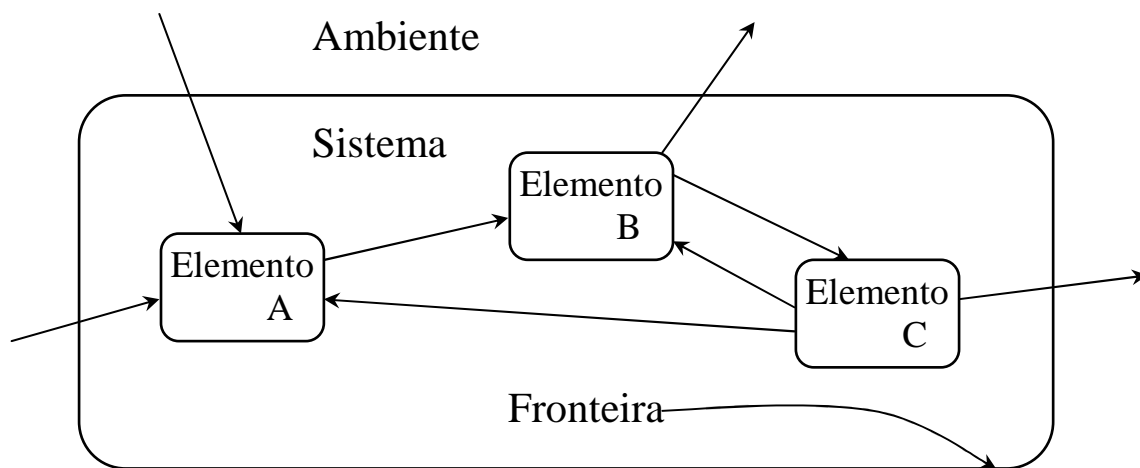 Ambiente
Sistema
Elemento
B
Elemento
A
Elemento
C
Fronteira